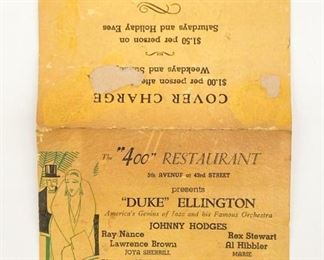 COVER CHARGE
$1.00 per person after
Weekdays and
$1.50 per person on
Saturdays and Holiday Eves
The "400" RESTAURANT
5th AVENUE at 43rd STREET
presents
"DUKE" ELLINGTON
America's Genius of Jazz and his Famous Orchestra
JOHNNY HODGES
Ray Nance Rex Stewart
Lawrence Brown Al Hibbler
JOYA SHERRILL MARIE